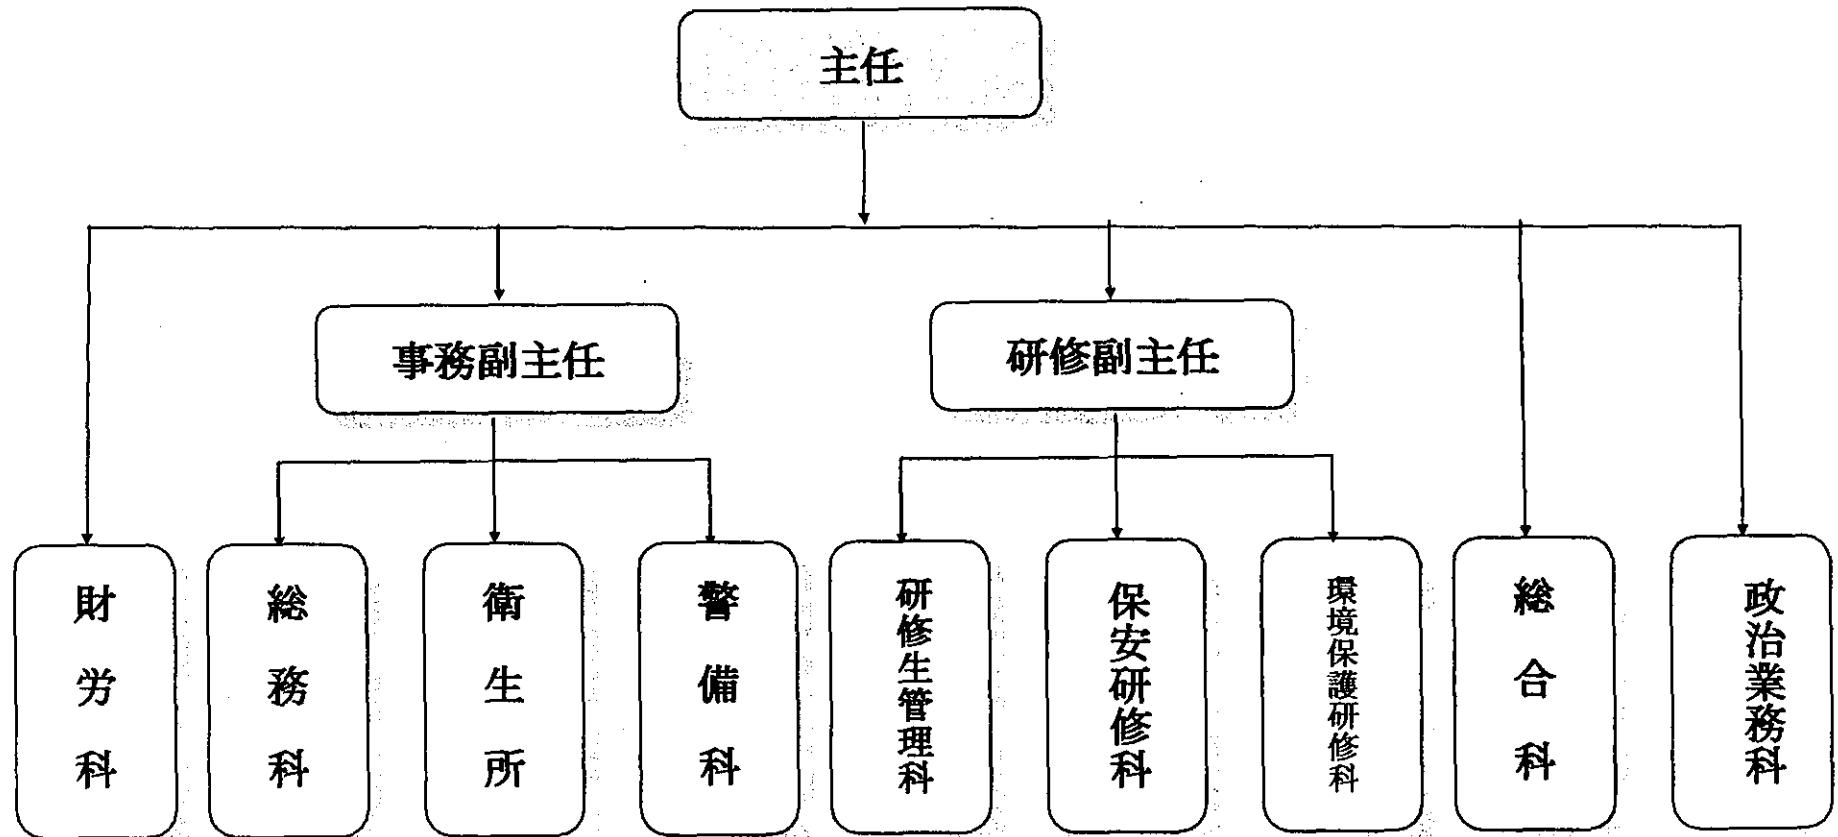 主任
事務副主任
研修副主任
財労科
総務科
衛生所
警備科
研修生管理科
保安研修科
環境保護研修科
総合科
政治業務科